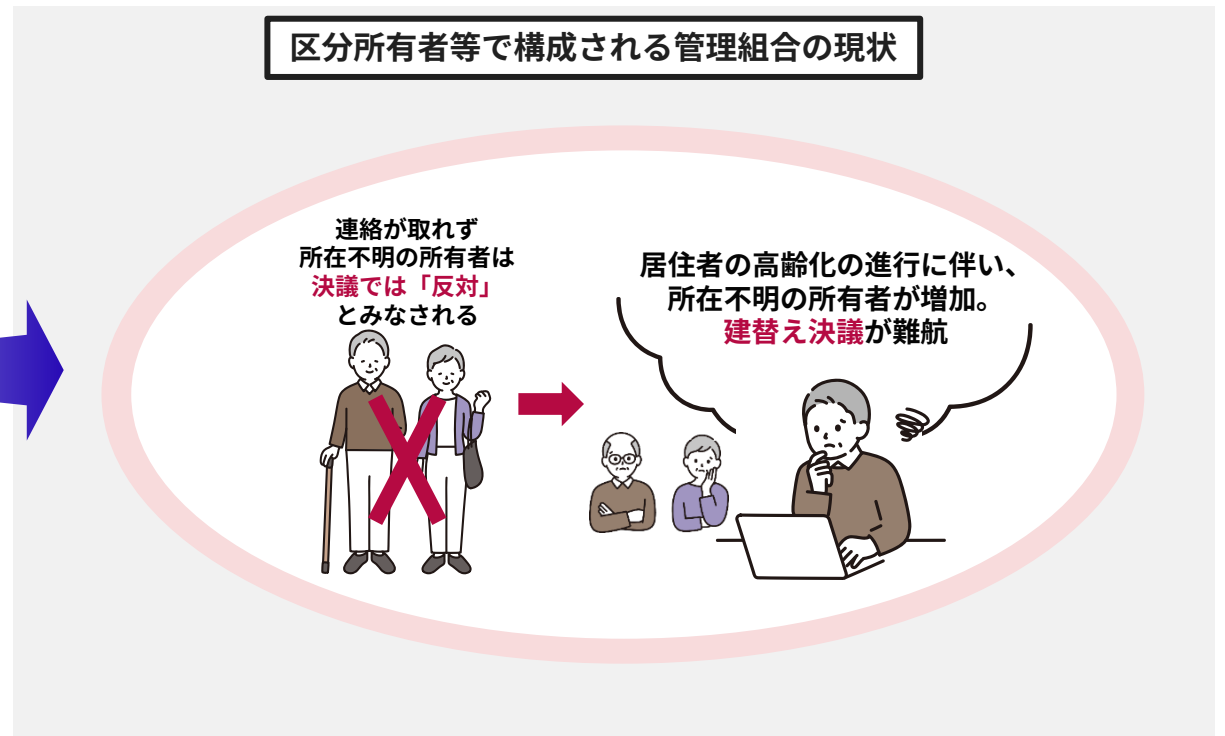 区分所有者等で構成される管理組合の現状
連絡が取れず
所在不明の所有者は
決議では「反対」
とみなされる
居住者の高齢化の進行に伴い、
所在不明の所有者が増加。
建替え決議が難航